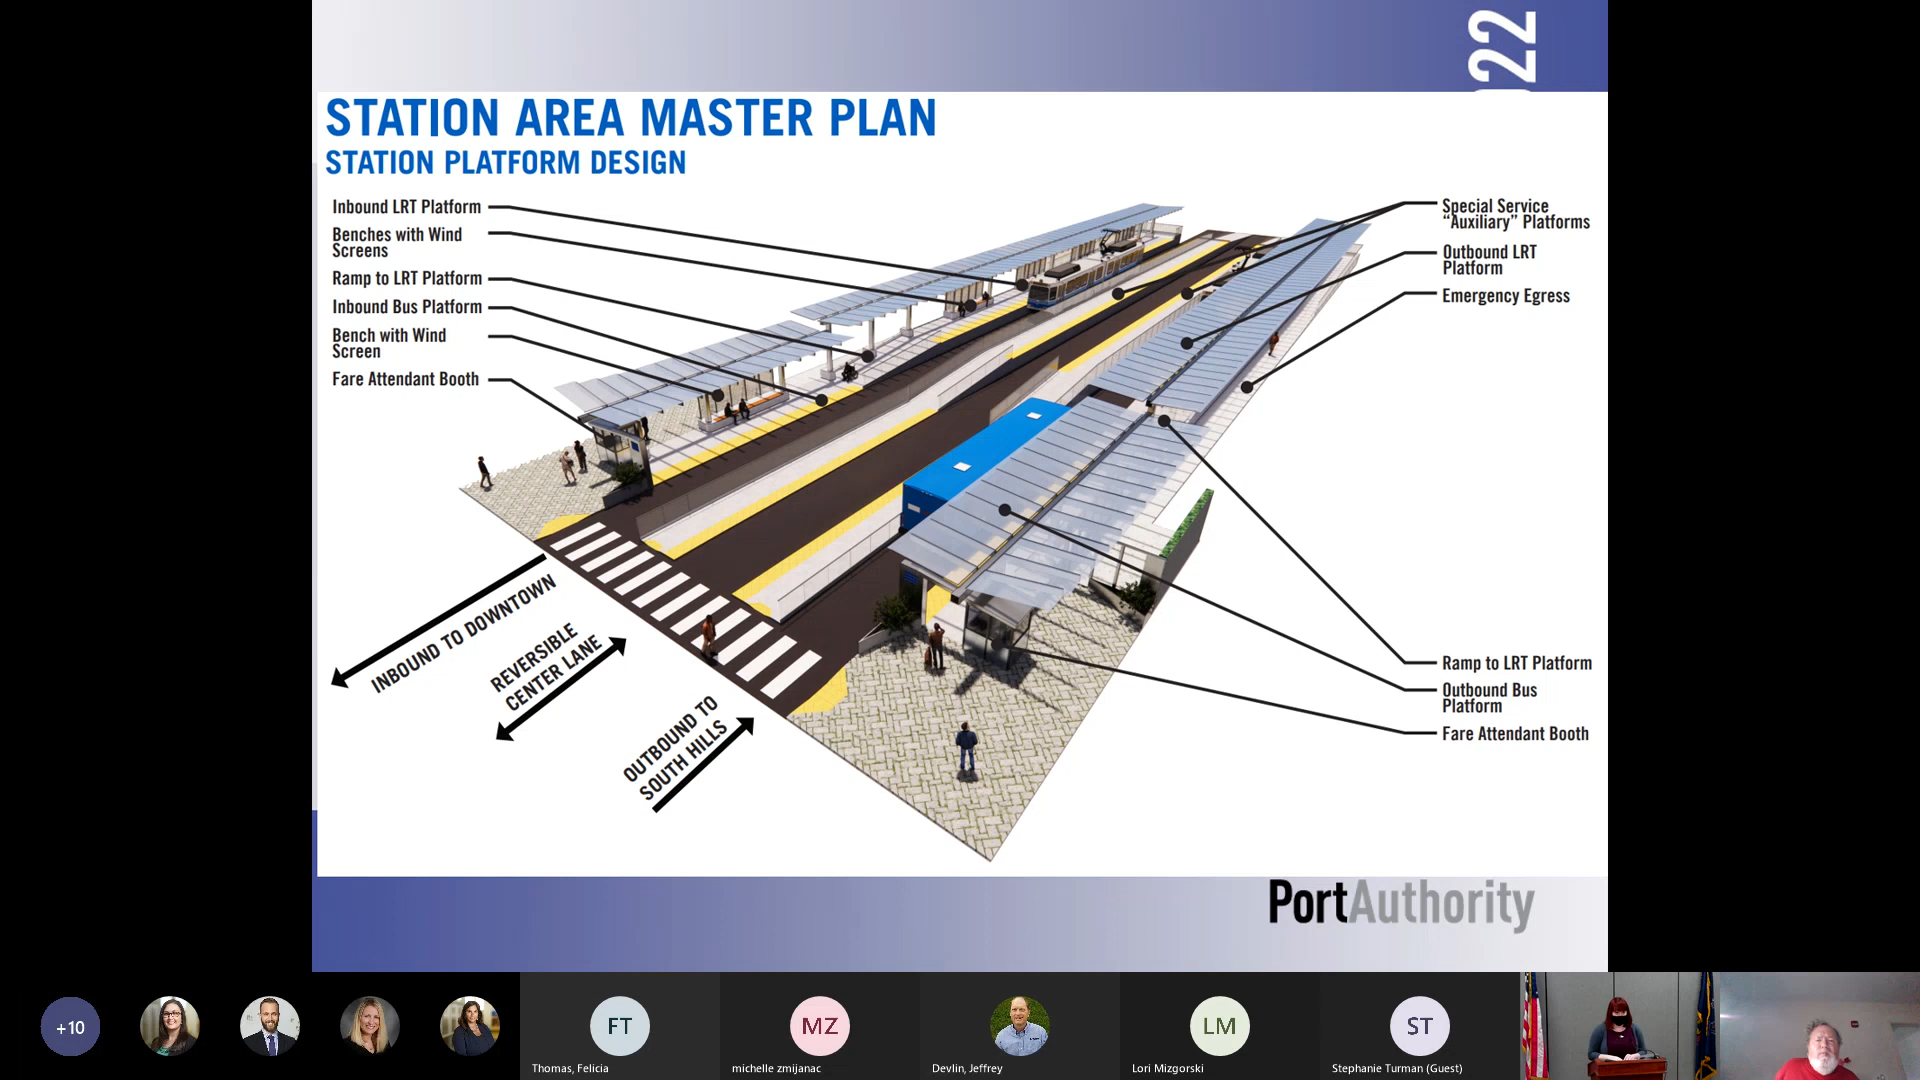 22
STATION AREA MASTER PLAN
STATION PLATFORM DESIGN
Inbound LRT Platform
Benches with Wind
Screens
Ramp to LRT Platform
Inbound Bus Platform
Bench with Wind
Screen
Fare Attendant Booth
Special Service
“Auxiliary” Platforms
Outbound LRT
Platform
Emergency Egress
Ramp to LRT Platform
Outbound Bus
Platform
Fare Attendant Booth
INBOUND TO DOWNTOWN
REVERSIBLE
CENTER LANE
OUTBOUND TO
SOUTH HILLS
PortAuthority
+10
FT
MZ
LM
ST
Thomas, Felicia
michelle zmijanac
Devlin, Jeffrey
Lori Mizgorski
Stephanie Turman (Guest)